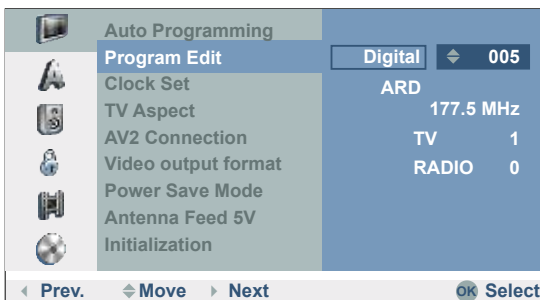 Auto Programming
Program Edit
Digital 005
Clock Set
ARD
TV Aspect
177.5 MHz
AV2 Connection
TV 1
Video output format
RADIO 0
Power Save Mode
Antenna Feed 5V
Initialization
Prev. Move Next OK Select